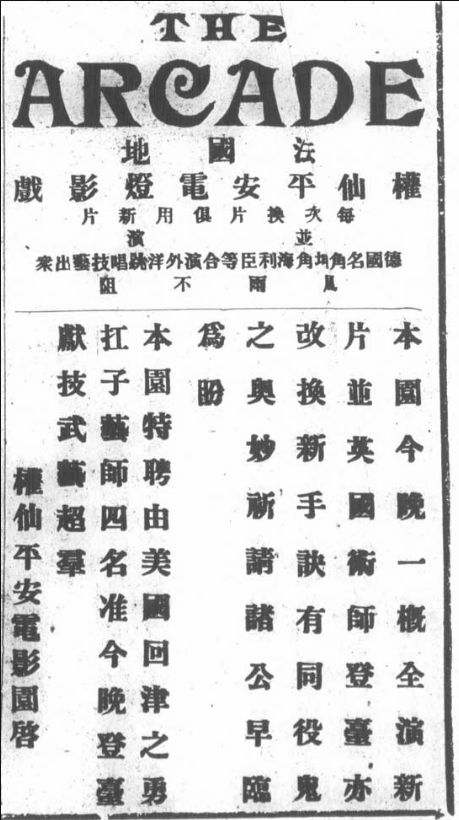 THE
ARCADE
法國地
權仙平安電燈影戲
每次換片俱用新片
並演
德國名角坤角海利臣等合演外洋跳唱技藝出衆
風雨不阻
本園今晚一概全演新
片並英國術師登臺亦
改換新手訣有同役鬼
之奧妙祈請諸公早臨
爲盼
本園特聘由美國回津之勇
扛子藝師四名准今晚登臺
獻技武藝超羣
權仙平安電影園啓